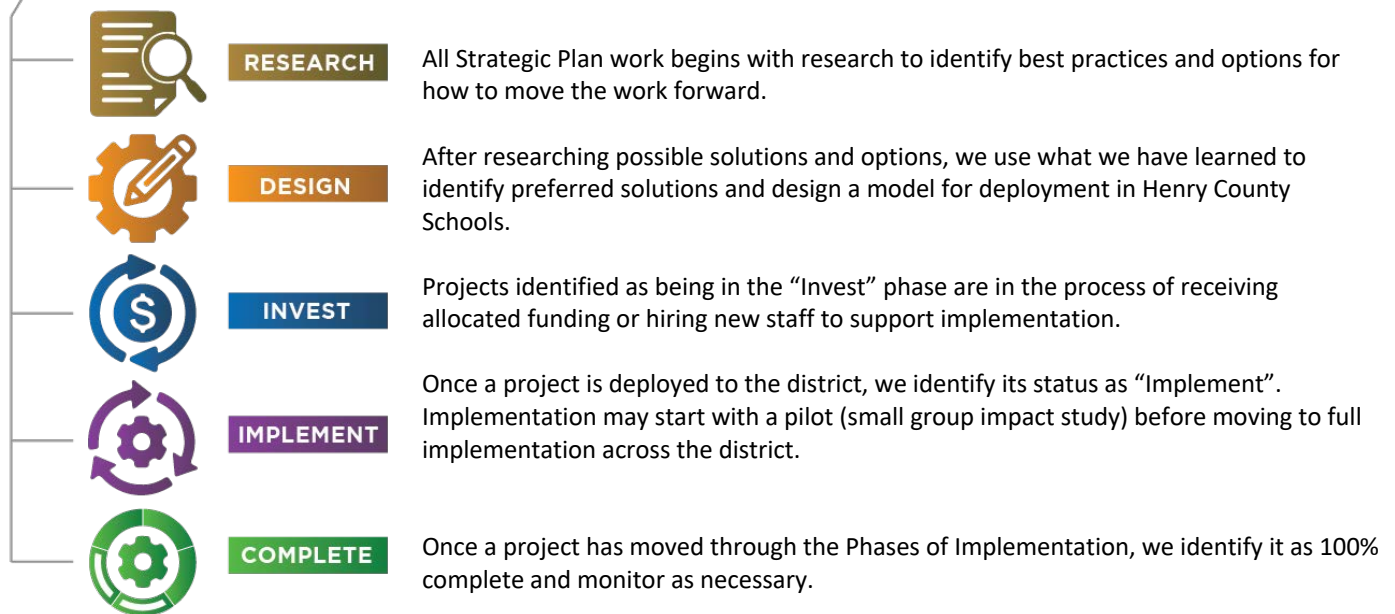 RESEARCH
All Strategic Plan work begins with research to identify best practices and options for
how to move the work forward.
DESIGN
After researching possible solutions and options, we use what we have learned to
identify preferred solutions and design a model for deployment in Henry County
Schools.
$
INVEST
Projects identified as being in the “Invest” phase are in the process of receiving
allocated funding or hiring new staff to support implementation.
IMPLEMENT
Once a project is deployed to the district, we identify its status as “Implement”.
Implementation may start with a pilot (small group impact study) before moving to full
implementation across the district.
COMPLETE
Once a project has moved through the Phases of Implementation, we identify it as 100%
complete and monitor as necessary.